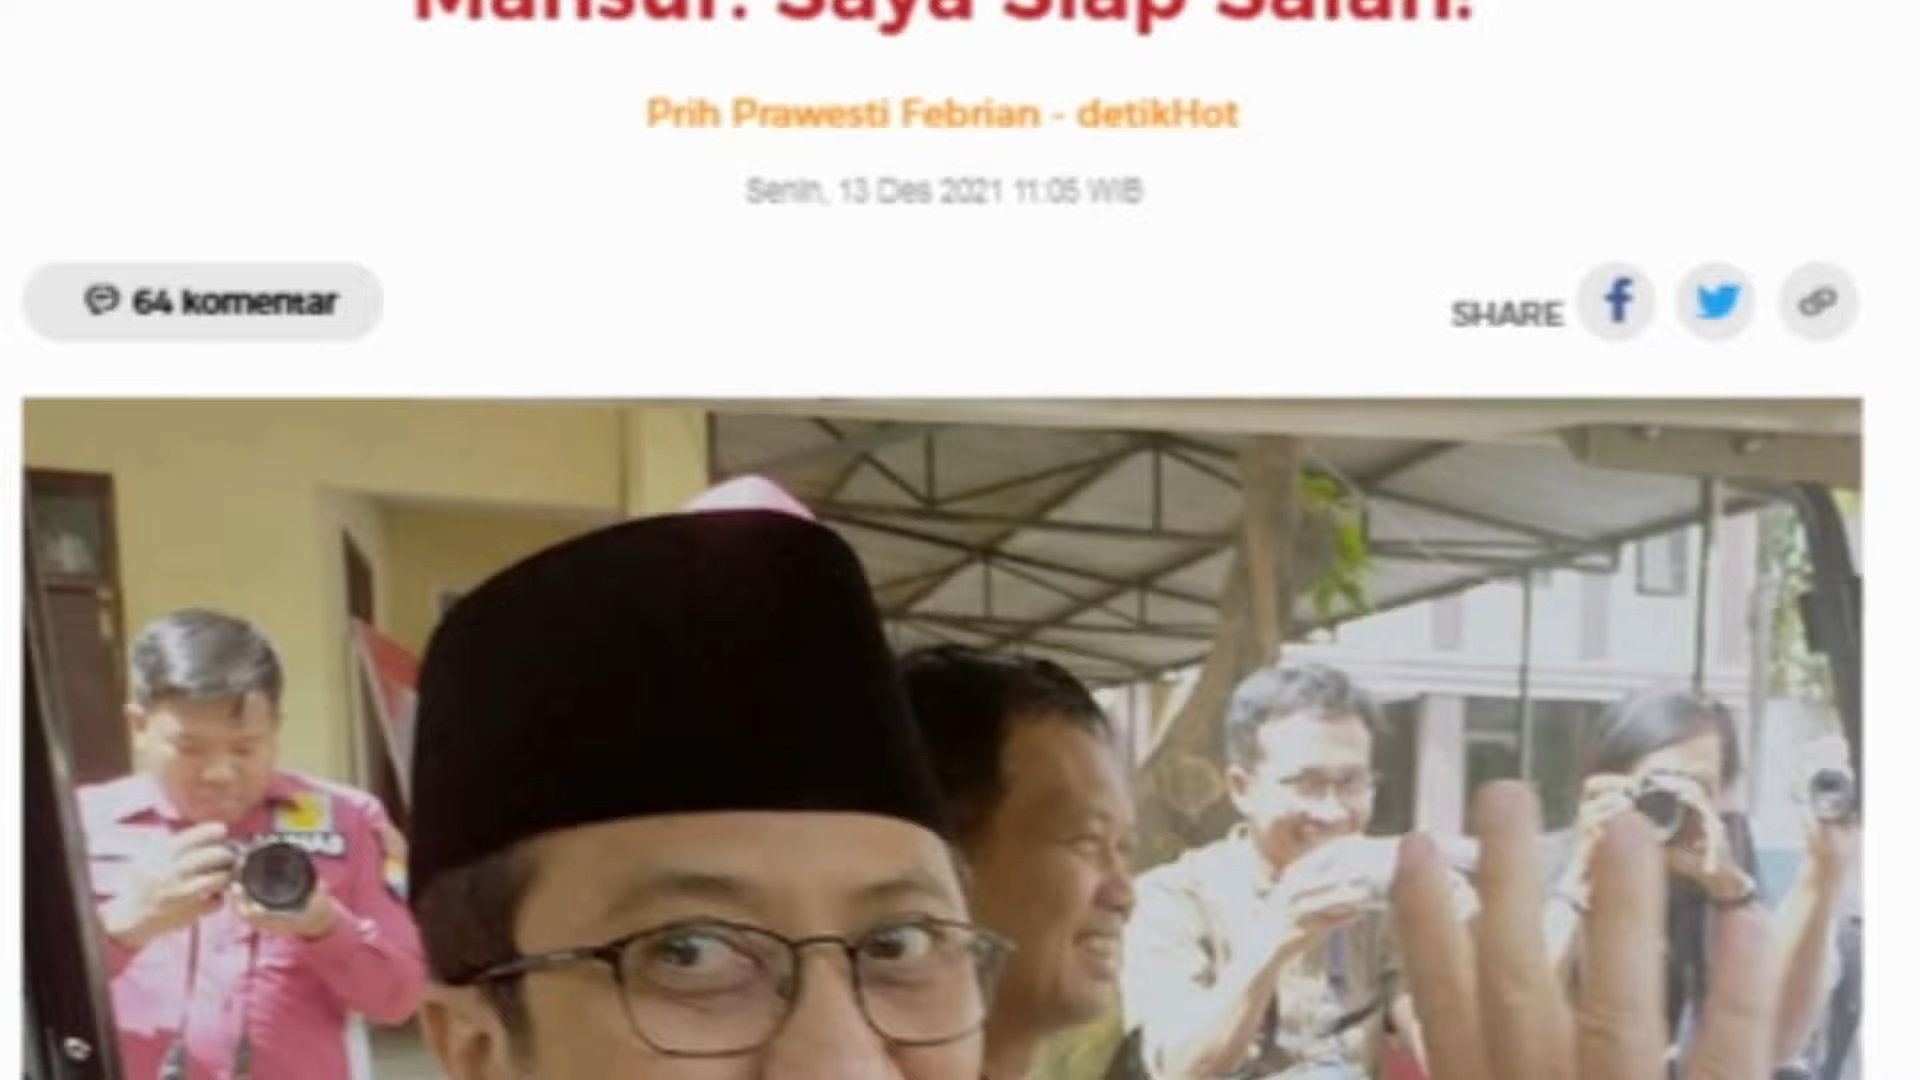 Mansur: Saya Siap Salah!
Prih Prawesti Febrian - detikHot
Senin, 13 Des 2021 11:05 WIB
64 komentar
SHARE